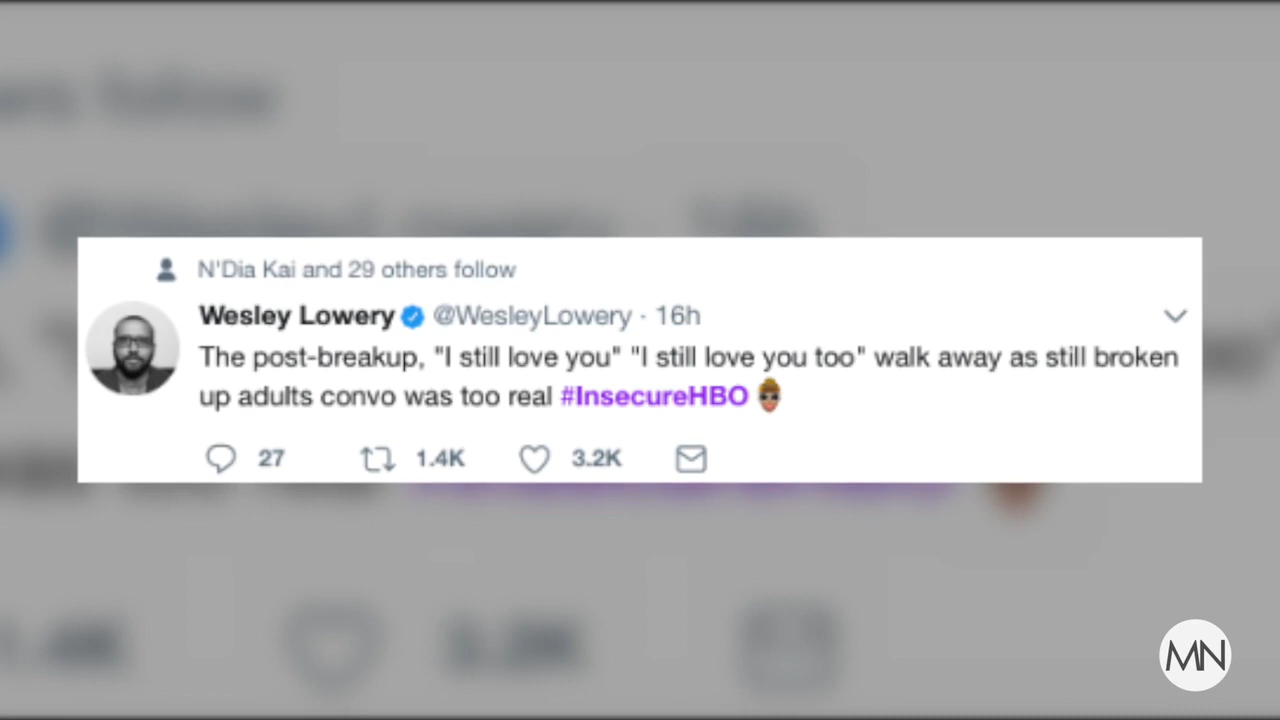 N'Dia Kai and 29 others follow
Wesley Lowery @WesleyLowery · 16h
The post-breakup, "I still love you" "I still love you too" walk away as still broken
up adults convo was too real #InsecureHBO
27 1.4K 3.2K
MN